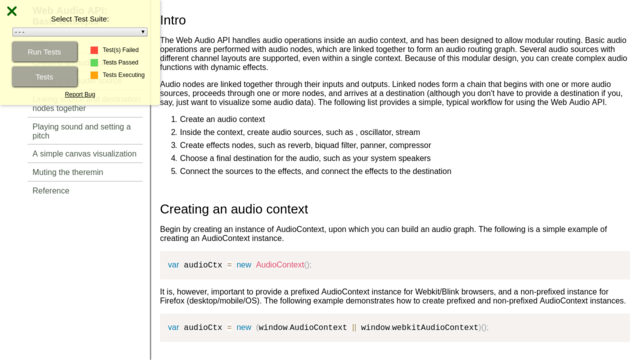 Web Audio API:
Select Test Suite:
- - -
Run Tests
Tests
Test(s) Failed
Tests Passed
Tests Executing
Report Bug
nodes together
Playing sound and setting a
pitch
A simple canvas visualization
Muting the theremin
Reference
Intro
The Web Audio API handles audio operations inside an audio context, and has been designed to allow modular routing. Basic audio
operations are performed with audio nodes, which are linked together to form an audio routing graph. Several audio sources with
different channel layouts are supported, even within a single context. Because of this modular design, you can create complex audio
functions with dynamic effects.
Audio nodes are linked together through their inputs and outputs. Linked nodes form a chain that begins with one or more audio
sources, proceeds through one or more nodes, and arrives at a destination (although you don't have to provide a destination if you,
say, just want to visualize some audio data). The following list provides a simple, typical workflow for using the Web Audio API.
1. Create an audio context
2. Inside the context, create audio sources, such as , oscillator, stream
3. Create effects nodes, such as reverb, biquad filter, panner, compressor
4. Choose a final destination for the audio, such as your system speakers
5. Connect the sources to the effects, and connect the effects to the destination
Creating an audio context
Begin by creating an instance of AudioContext, upon which you can build an audio graph. The following is a simple example of
creating an AudioContext instance.
var audioCtx = new AudioContext();
It is, however, important to provide a prefixed AudioContext instance for Webkit/Blink browsers, and a non-prefixed instance for
Firefox (desktop/mobile/OS). The following example demonstrates how to create prefixed and non-prefixed AudioContext instances.
var audioCtx = new (window.AudioContext || window.webkitAudioContext)();